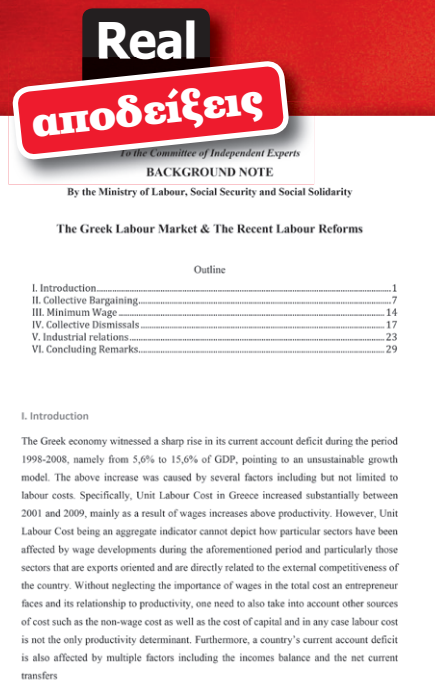 Real
αποδείξεις
To the Committee of Independent Experts
BACKGROUND NOTE
By the Ministry of Labour, Social Security and Social Solidarity
The Greek Labour Market & The Recent Labour Reforms
Outline
I. Introduction....................1
II. Collective Bargaining....................7
III. Minimum Wage .................... 14
IV. Collective Dismissals .................... 17
V. Industrial relations.................... 23
VI. Concluding Remarks.................... 29
I. Introduction
The Greek economy witnessed a sharp rise in its current account deficit during the period
1998-2008, namely from 5,6% to 15,6% of GDP, pointing to an unsustainable growth
model. The above increase was caused by several factors including but not limited to
labour costs. Specifically, Unit Labour Cost in Greece increased substantially between
2001 and 2009, mainly as a result of wages increases above productivity. However, Unit
Labour Cost being an aggregate indicator cannot depict how particular sectors have been
affected by wage developments during the aforementioned period and particularly those
sectors that are exports oriented and are directly related to the external competitiveness of
the country. Without neglecting the importance of wages in the total cost an entrepreneur
faces and its relationship to productivity, one need to also take into account other sources
of cost such as the non-wage cost as well as the cost of capital and in any case labour cost
is not the only productivity determinant. Furthermore, a country's current account deficit
is also affected by multiple factors including the incomes balance and the net current
transfers